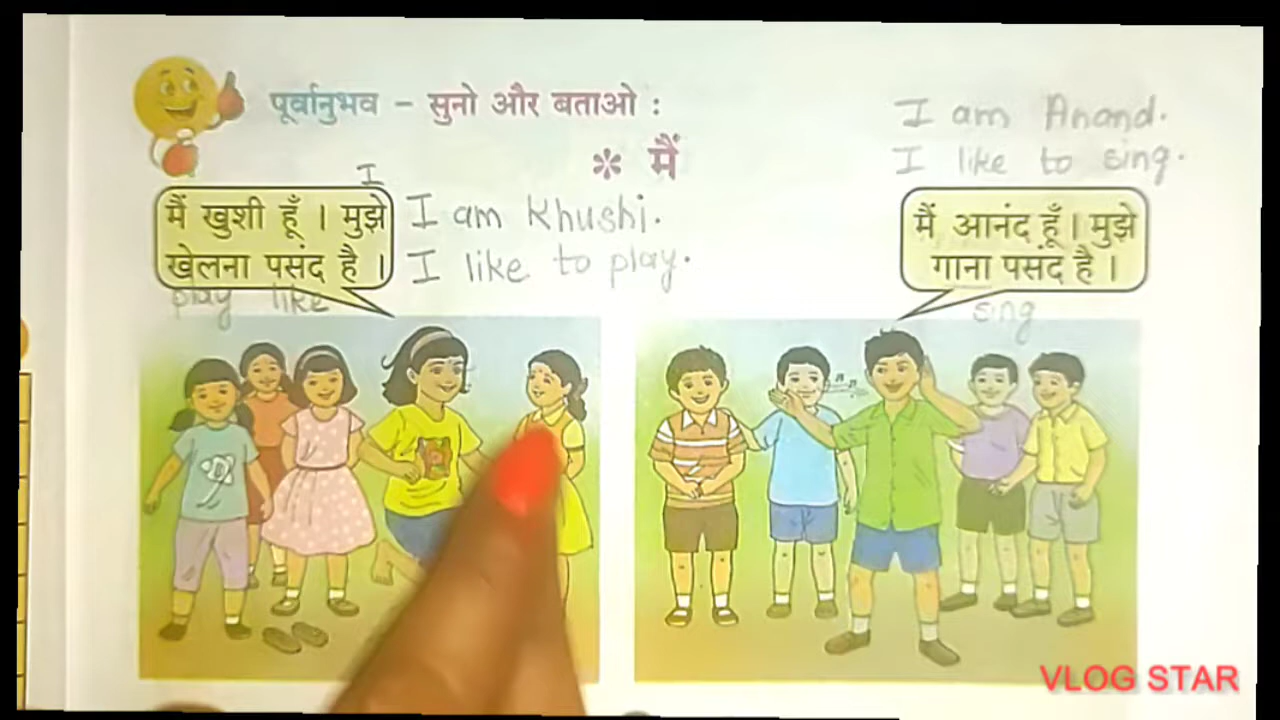 पूर्वानुभव – सुनो और बताओ :
I am Anand.
I like to sing.
* मैं
I
मैं खुशी हूँ । मुझे
खेलना पसंद है ।
play like
I am Khushi.
I like to play.
मैं आनंद हूँ । मुझे
गाना पसंद है ।
sing
VLOG STAR